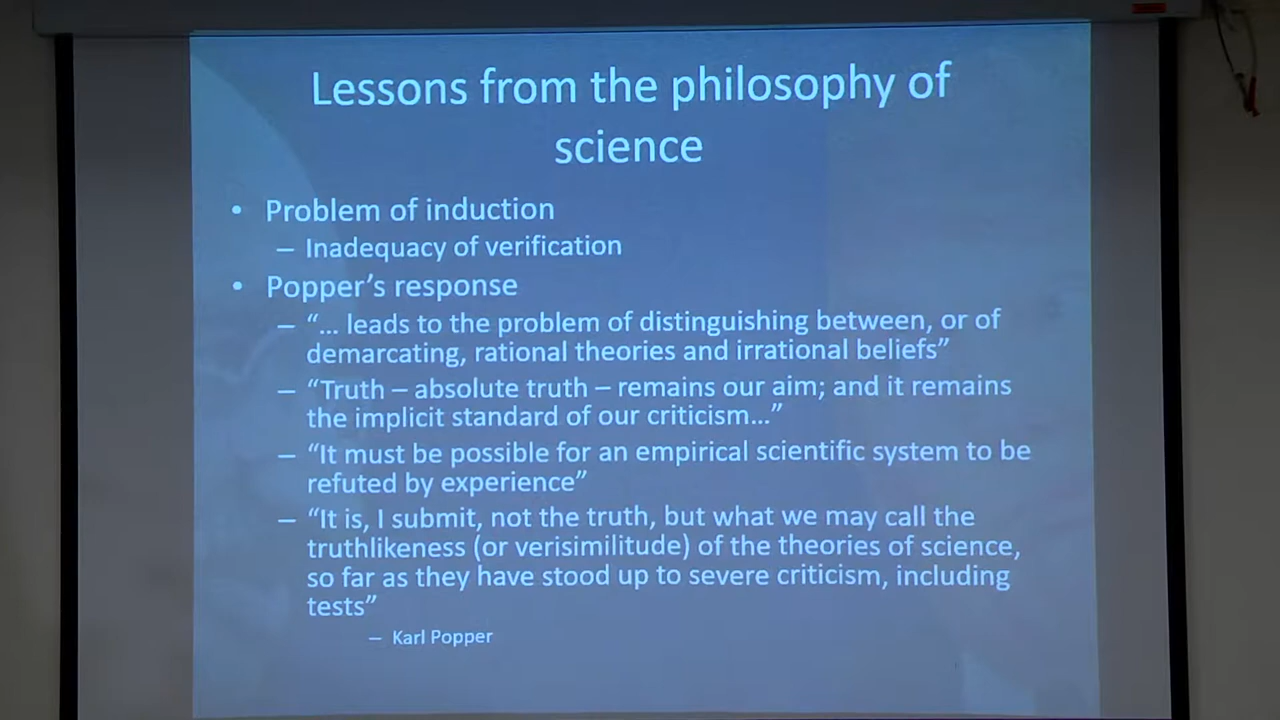 Lessons from the philosophy of
science
• Problem of induction
– Inadequacy of verification
• Popper’s response
– “... leads to the problem of distinguishing between, or of
demarcating, rational theories and irrational beliefs”
– “Truth – absolute truth – remains our aim; and it remains
the implicit standard of our criticism...”
– “It must be possible for an empirical scientific system to be
refuted by experience”
– “It is, I submit, not the truth, but what we may call the
truthlikeness (or verisimilitude) of the theories of science,
so far as they have stood up to severe criticism, including
tests”
– Karl Popper